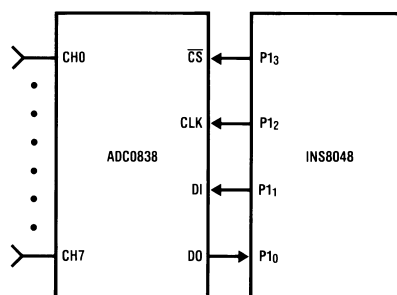 CH0 CS P1₃
CLK P1₂
ADC0838 INS8048
DI P1₁
CH7 DO P1₀